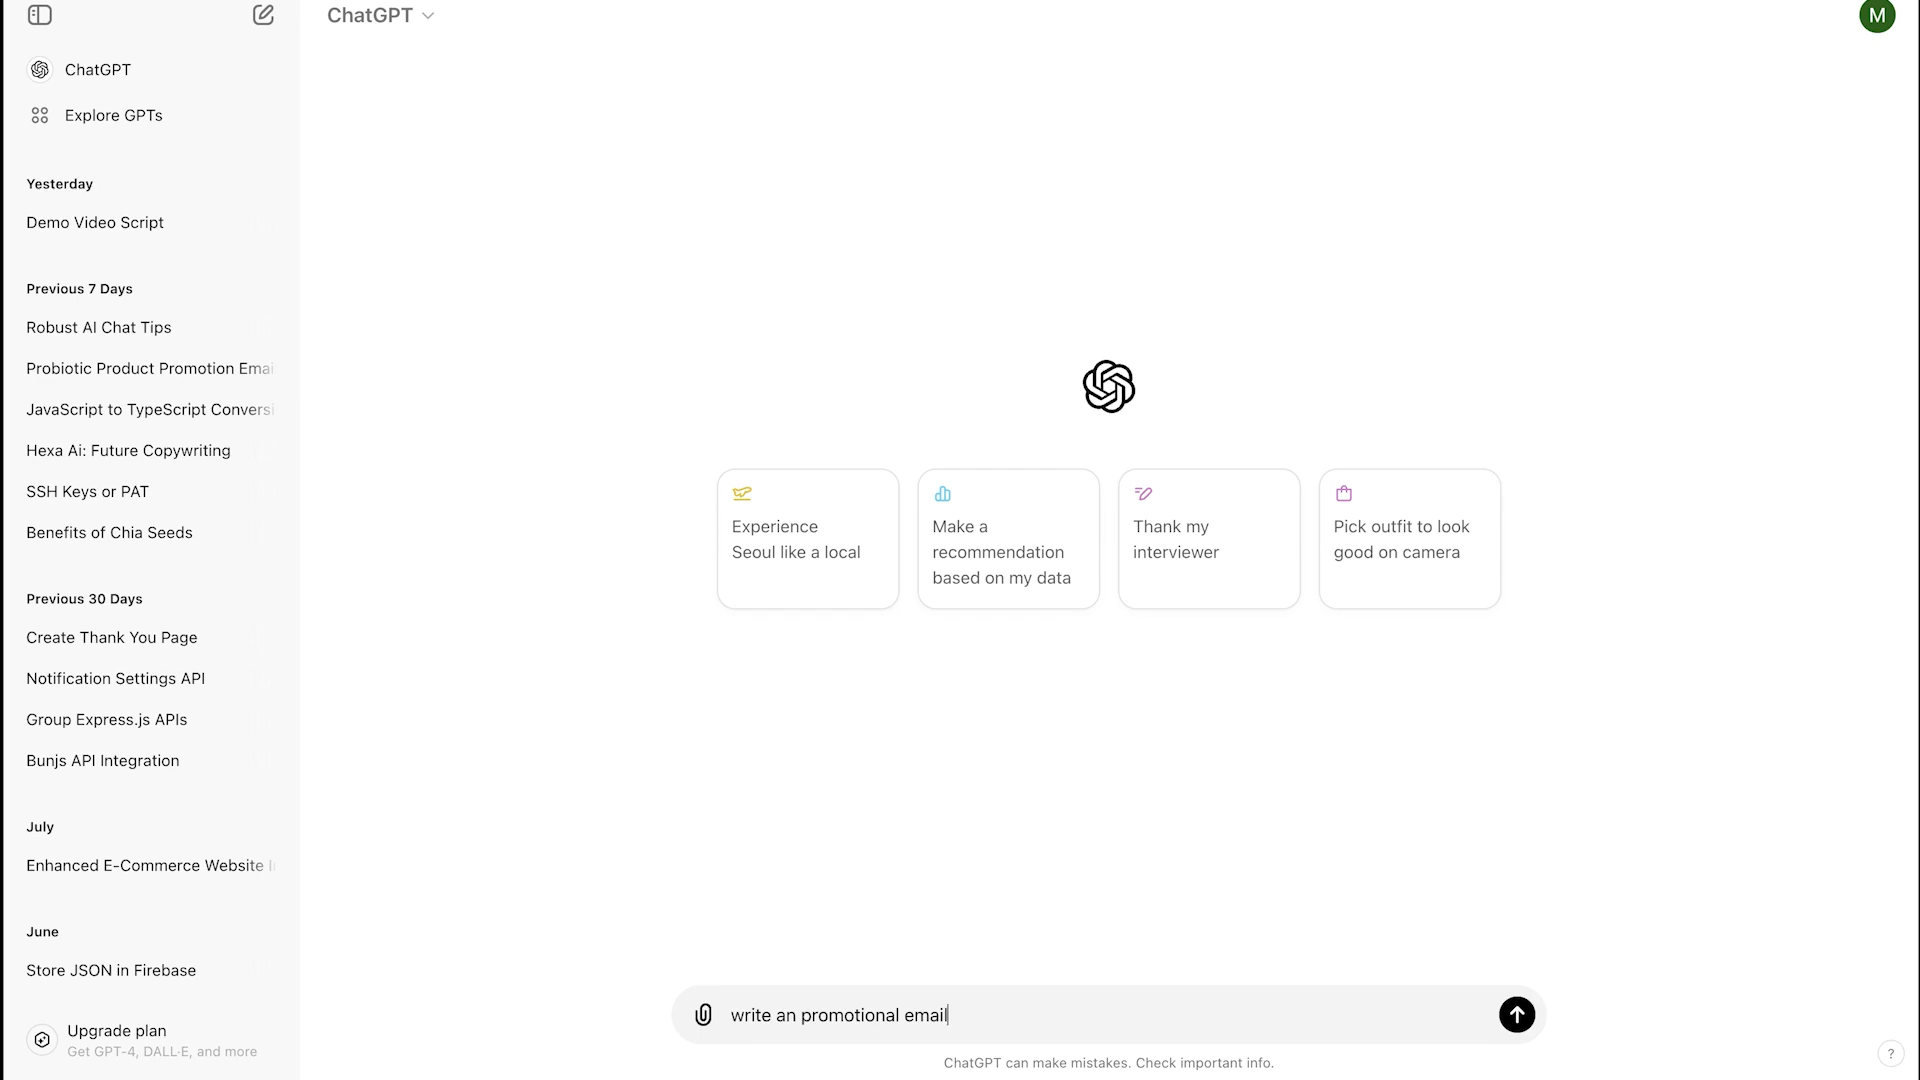 ChatGPT
M
ChatGPT
Explore GPTs
Yesterday
Demo Video Script
Previous 7 Days
Robust AI Chat Tips
Probiotic Product Promotion Emai
JavaScript to TypeScript Conversi
Hexa Ai: Future Copywriting
SSH Keys or PAT
Benefits of Chia Seeds
Previous 30 Days
Create Thank You Page
Notification Settings API
Group Express.js APIs
Bunjs API Integration
July
Enhanced E-Commerce Website
June
Store JSON in Firebase
Upgrade plan
Get GPT-4, DALL·E, and more
Experience
Seoul like a local
Make a
recommendation
based on my data
Thank my
interviewer
Pick outfit to look
good on camera
write an promotional email
ChatGPT can make mistakes. Check important info.
?